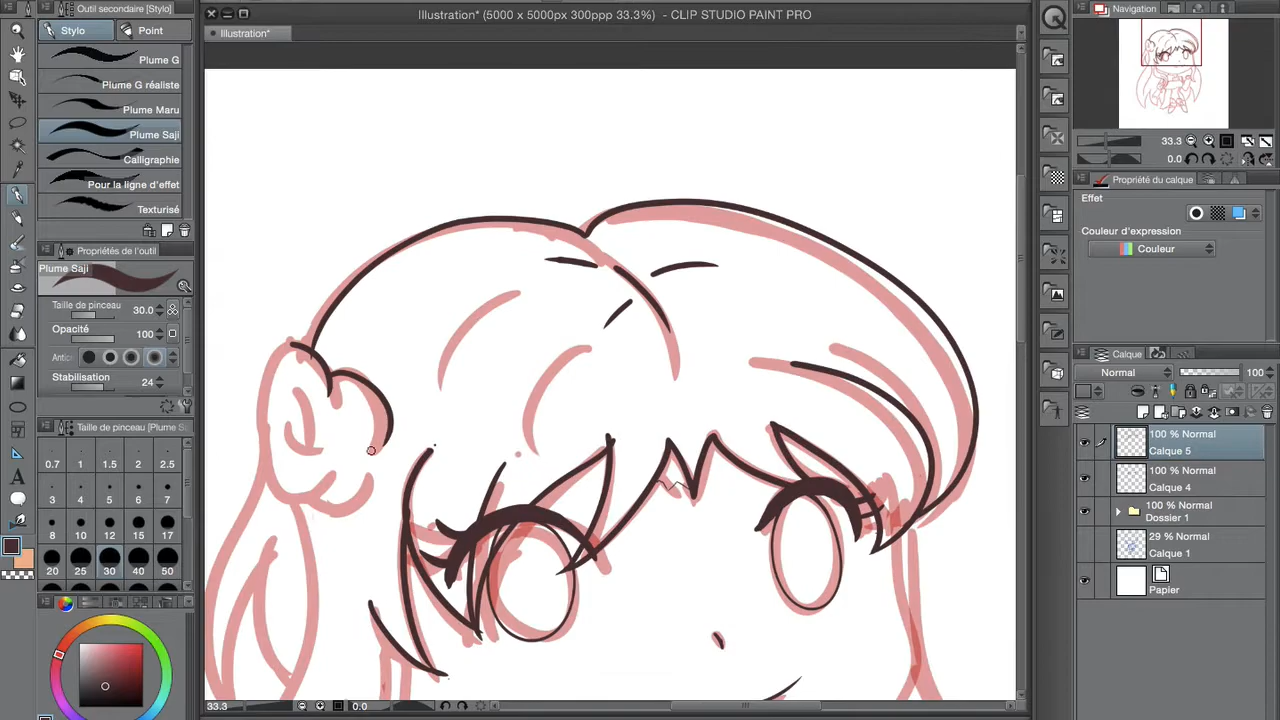 Outil secondaire [Stylo]
Illustration* (5000 x 5000px 300ppp 33.3%) - CLIP STUDIO PAINT PRO
Navigation
Stylo
Point
Illustration*
Plume G
Plume G réaliste
Plume Maru
Plume Saji
Calligraphie
Pour la ligne d'effet
Texturisé
33.3
0.0
Propriété du calque
Effet
Couleur d'expression
Couleur
Propriétés de l'outil
Plume Saji
Taille de pinceau
30.0
Opacité
100
Antic
Stabilisation
24
Calque
Normal
100
Taille de pinceau [Plume S
0.7
1
1.5
2
2.5
3
4
5
6
7
8
10
12
15
17
20
25
30
40
50
100 % Normal
Calque 5
100 % Normal
Calque 4
100 % Normal
Dossier 1
29 % Normal
Calque 1
Papier
33.3
0.0